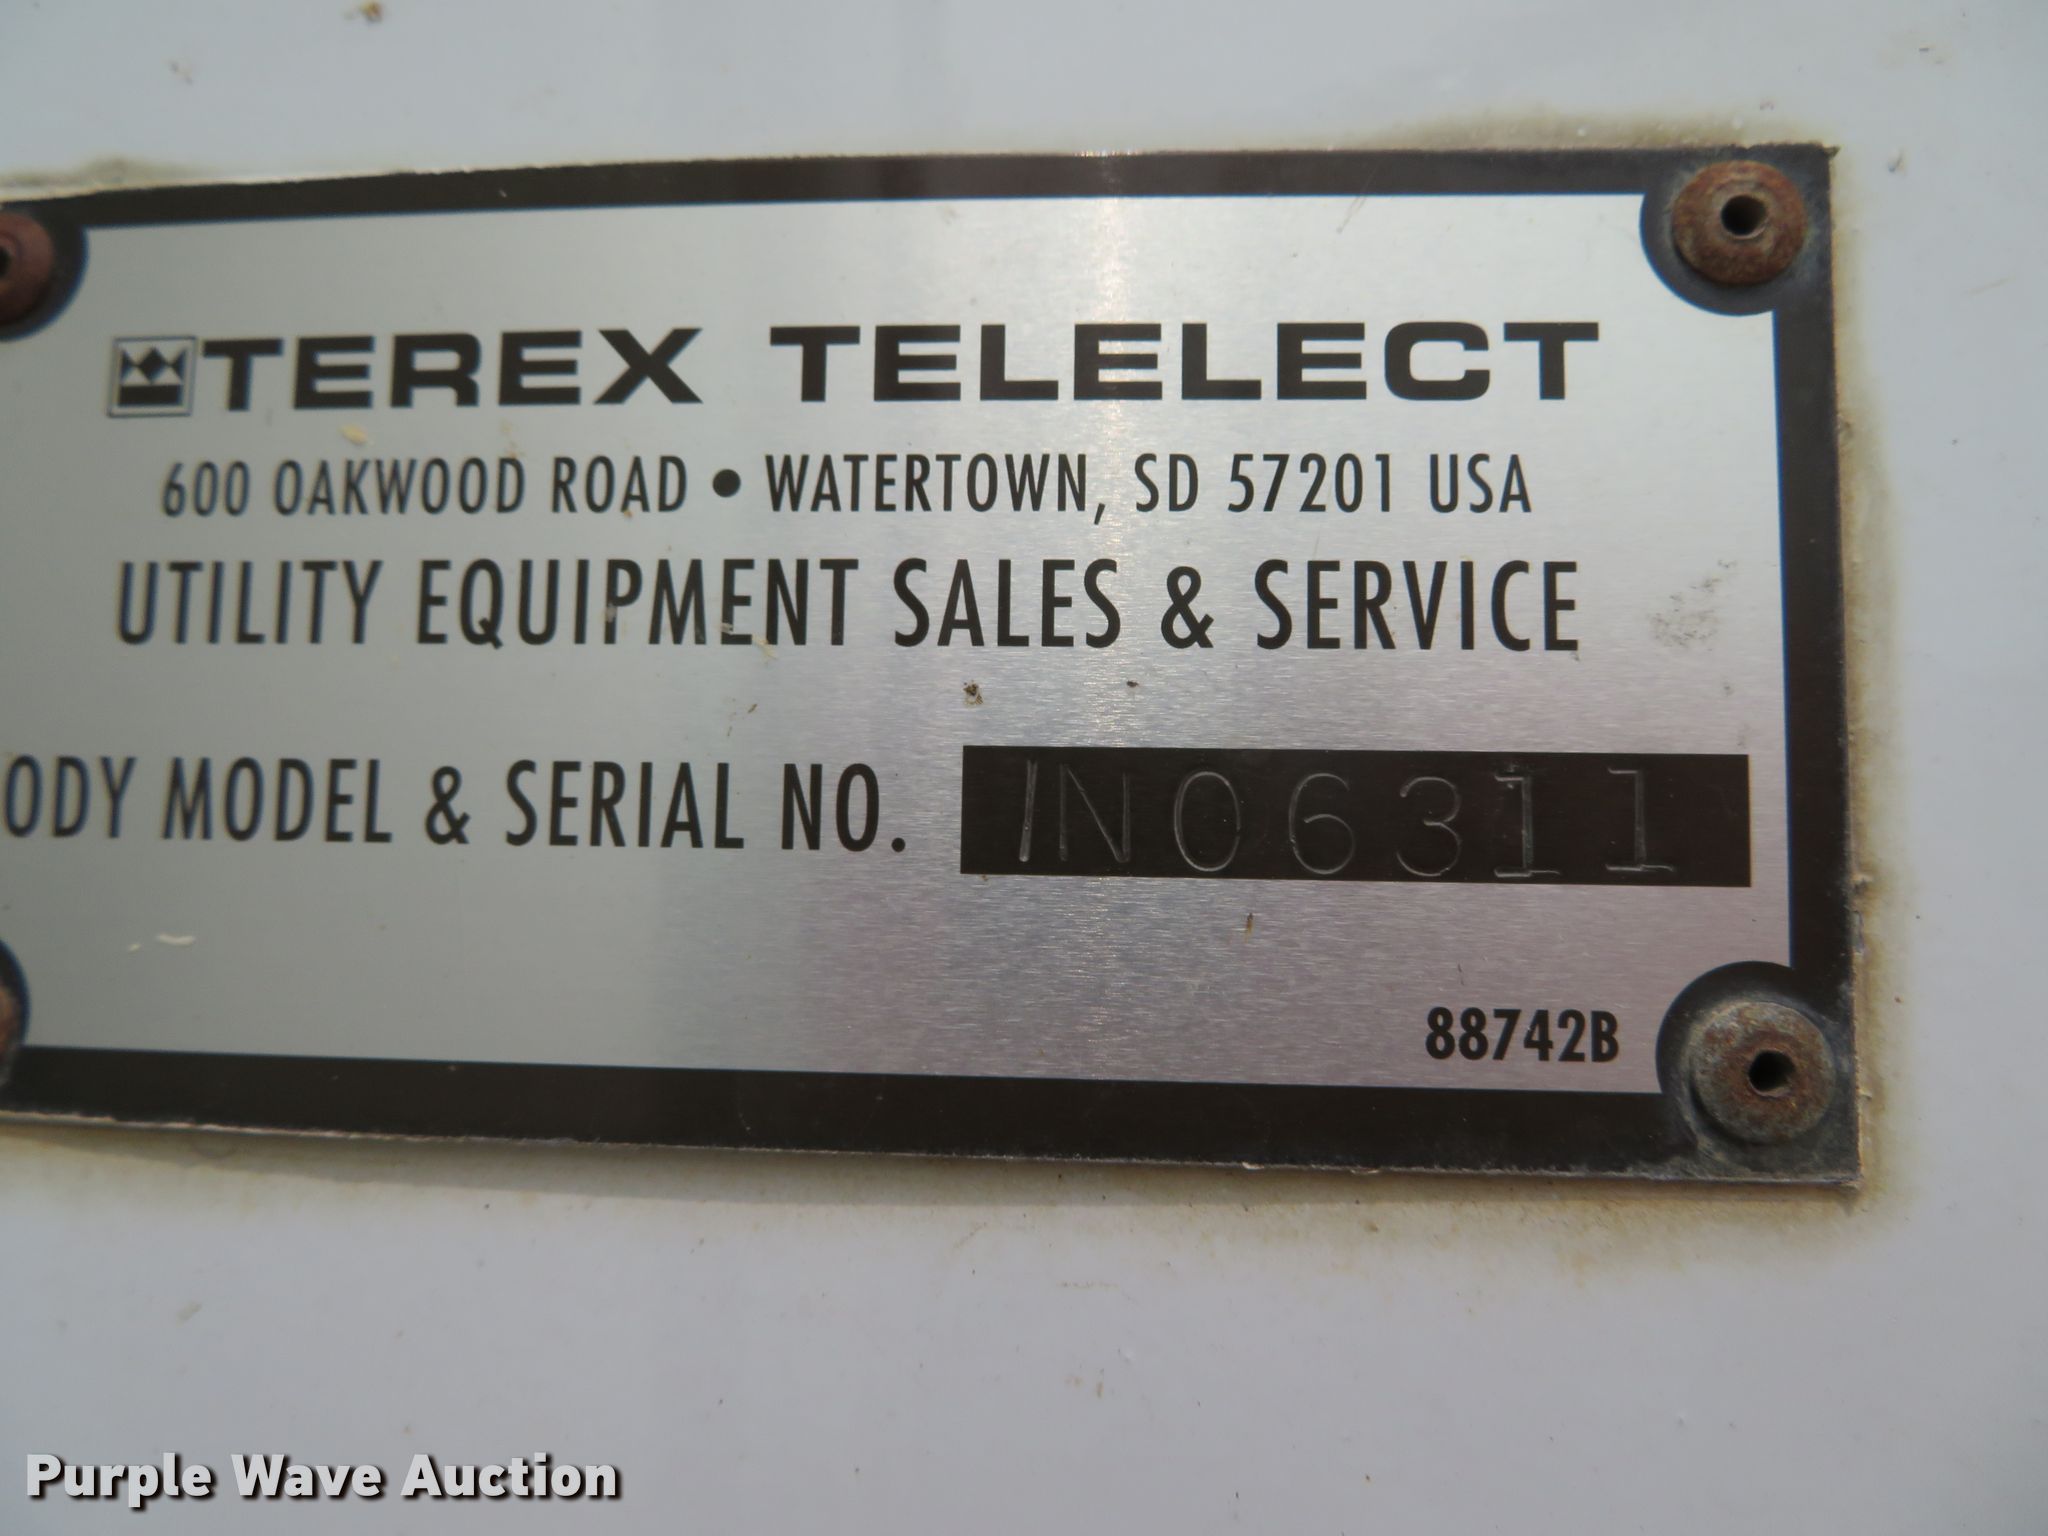 TEREX TELELECT
600 OAKWOOD ROAD • WATERTOWN, SD 57201 USA
UTILITY EQUIPMENT SALES & SERVICE
ODY MODEL & SERIAL NO. IN06311
88742B
Purple Wave Auction